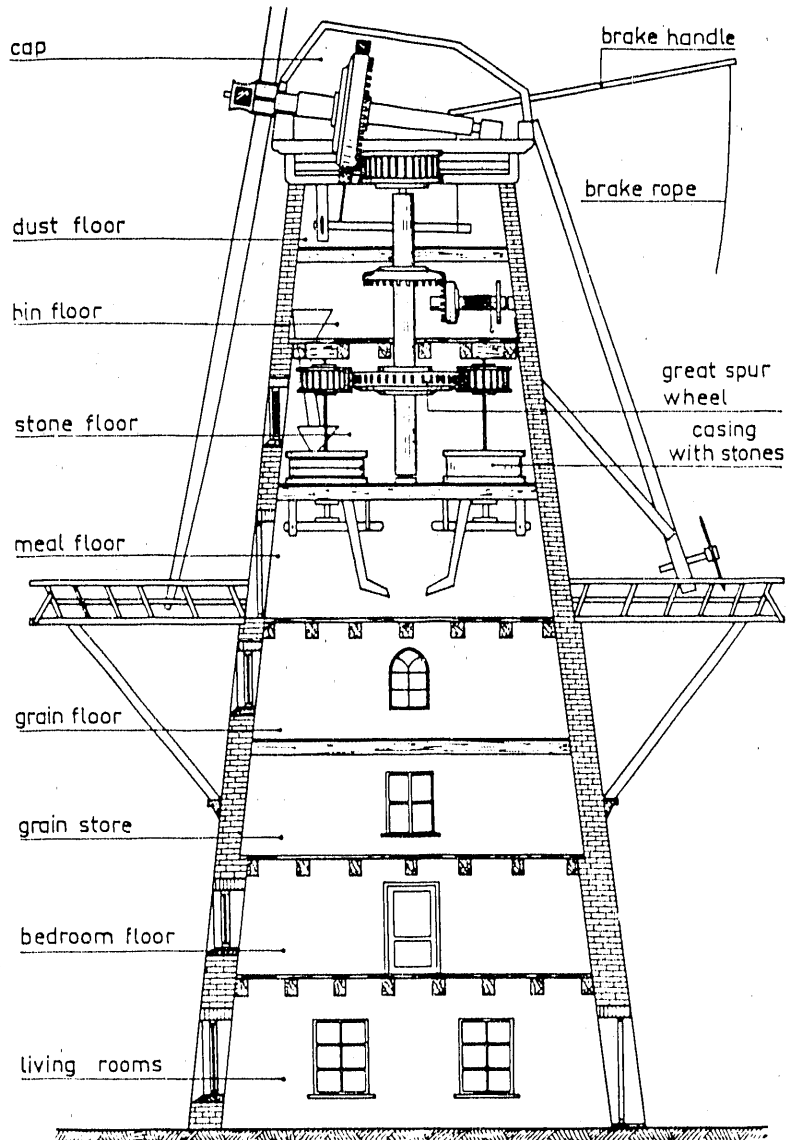 cap
brake handle
brake rope
dust floor
hin floor
great spur
wheel
stone floor
casing
with stones
meal floor
grain floor
grain store
bedroom floor
living rooms